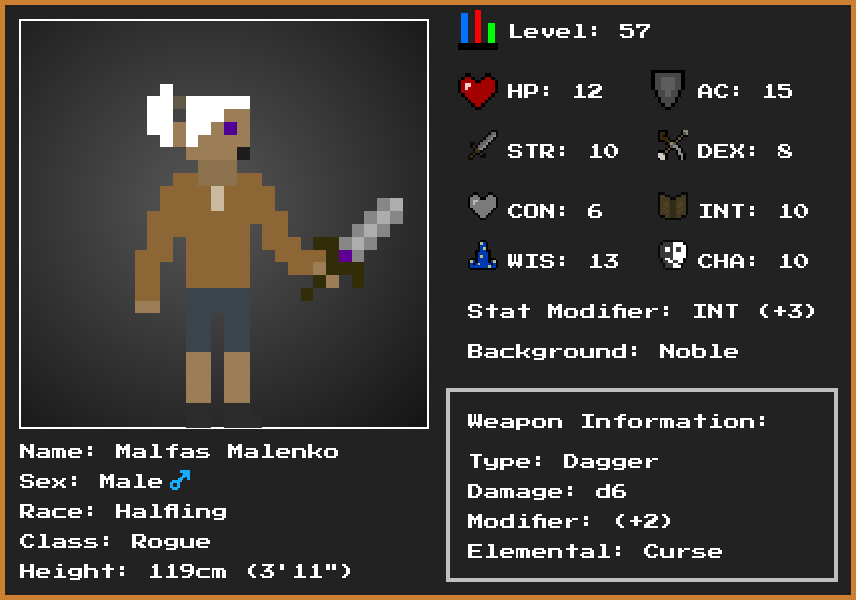 Level: 57
HP: 12 AC: 15
STR: 10 DEX: 8
CON: 6 INT: 10
WIS: 13 CHA: 10
Stat Modifier: INT (+3)
Background: Noble
Weapon Information:
Type: Dagger
Damage: d6
Modifier: (+2)
Elemental: Curse
Name: Malfas Malenko
Sex: Male ♂
Race: Halfling
Class: Rogue
Height: 119cm (3'11")